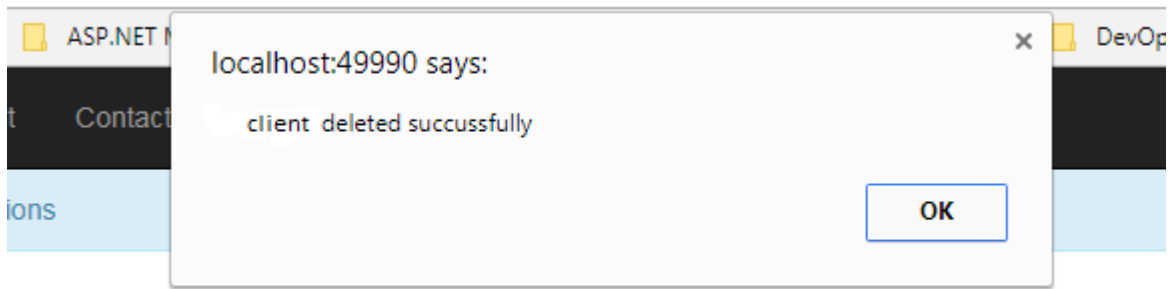 ASP.NET
DevOp
localhost:49990 says:
t Contact
client deleted succussfully
ions
OK